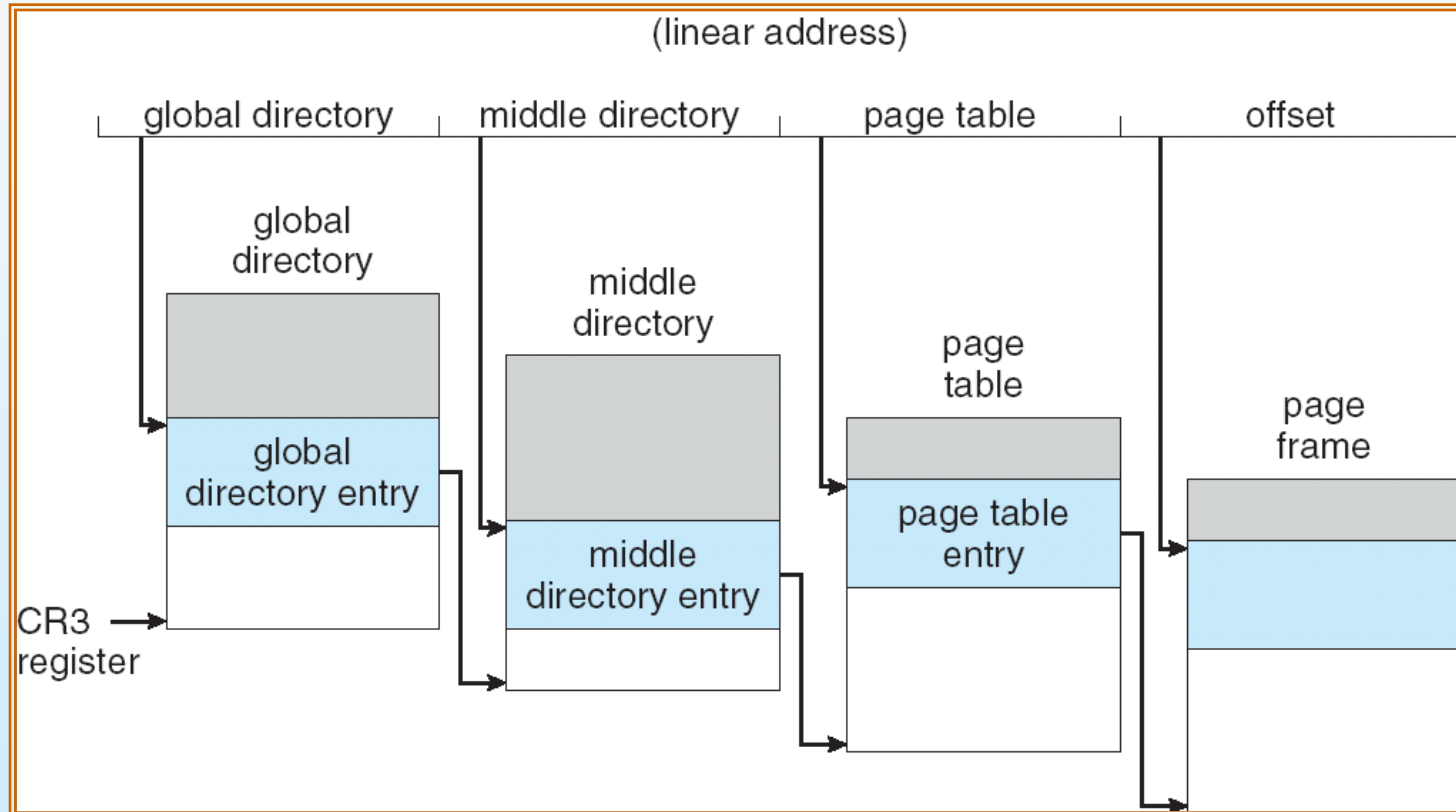 (linear address)
global directory
middle directory
page table
offset
global
directory
global
directory entry
CR3
register
middle
directory
middle
directory entry
page
table
page table
entry
page
frame